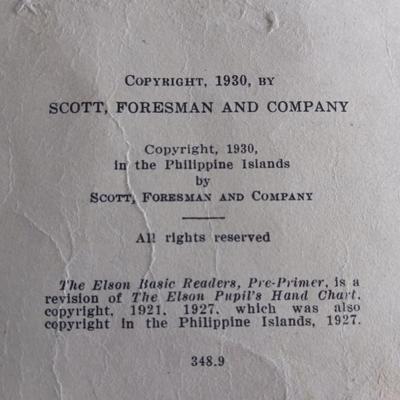 COPYRIGHT, 1930, BY
SCOTT, FORESMAN AND COMPANY
Copyright, 1930,
in the Philippine Islands
by
SCOTT, FORESMAN AND COMPANY
All rights reserved
The Elson Basic Readers, Pre-Primer, is a
revision of The Elson Pupil's Hand Chart,
copyright, 1921, 1927, which was also
copyright in the Philippine Islands, 1927.
348.9